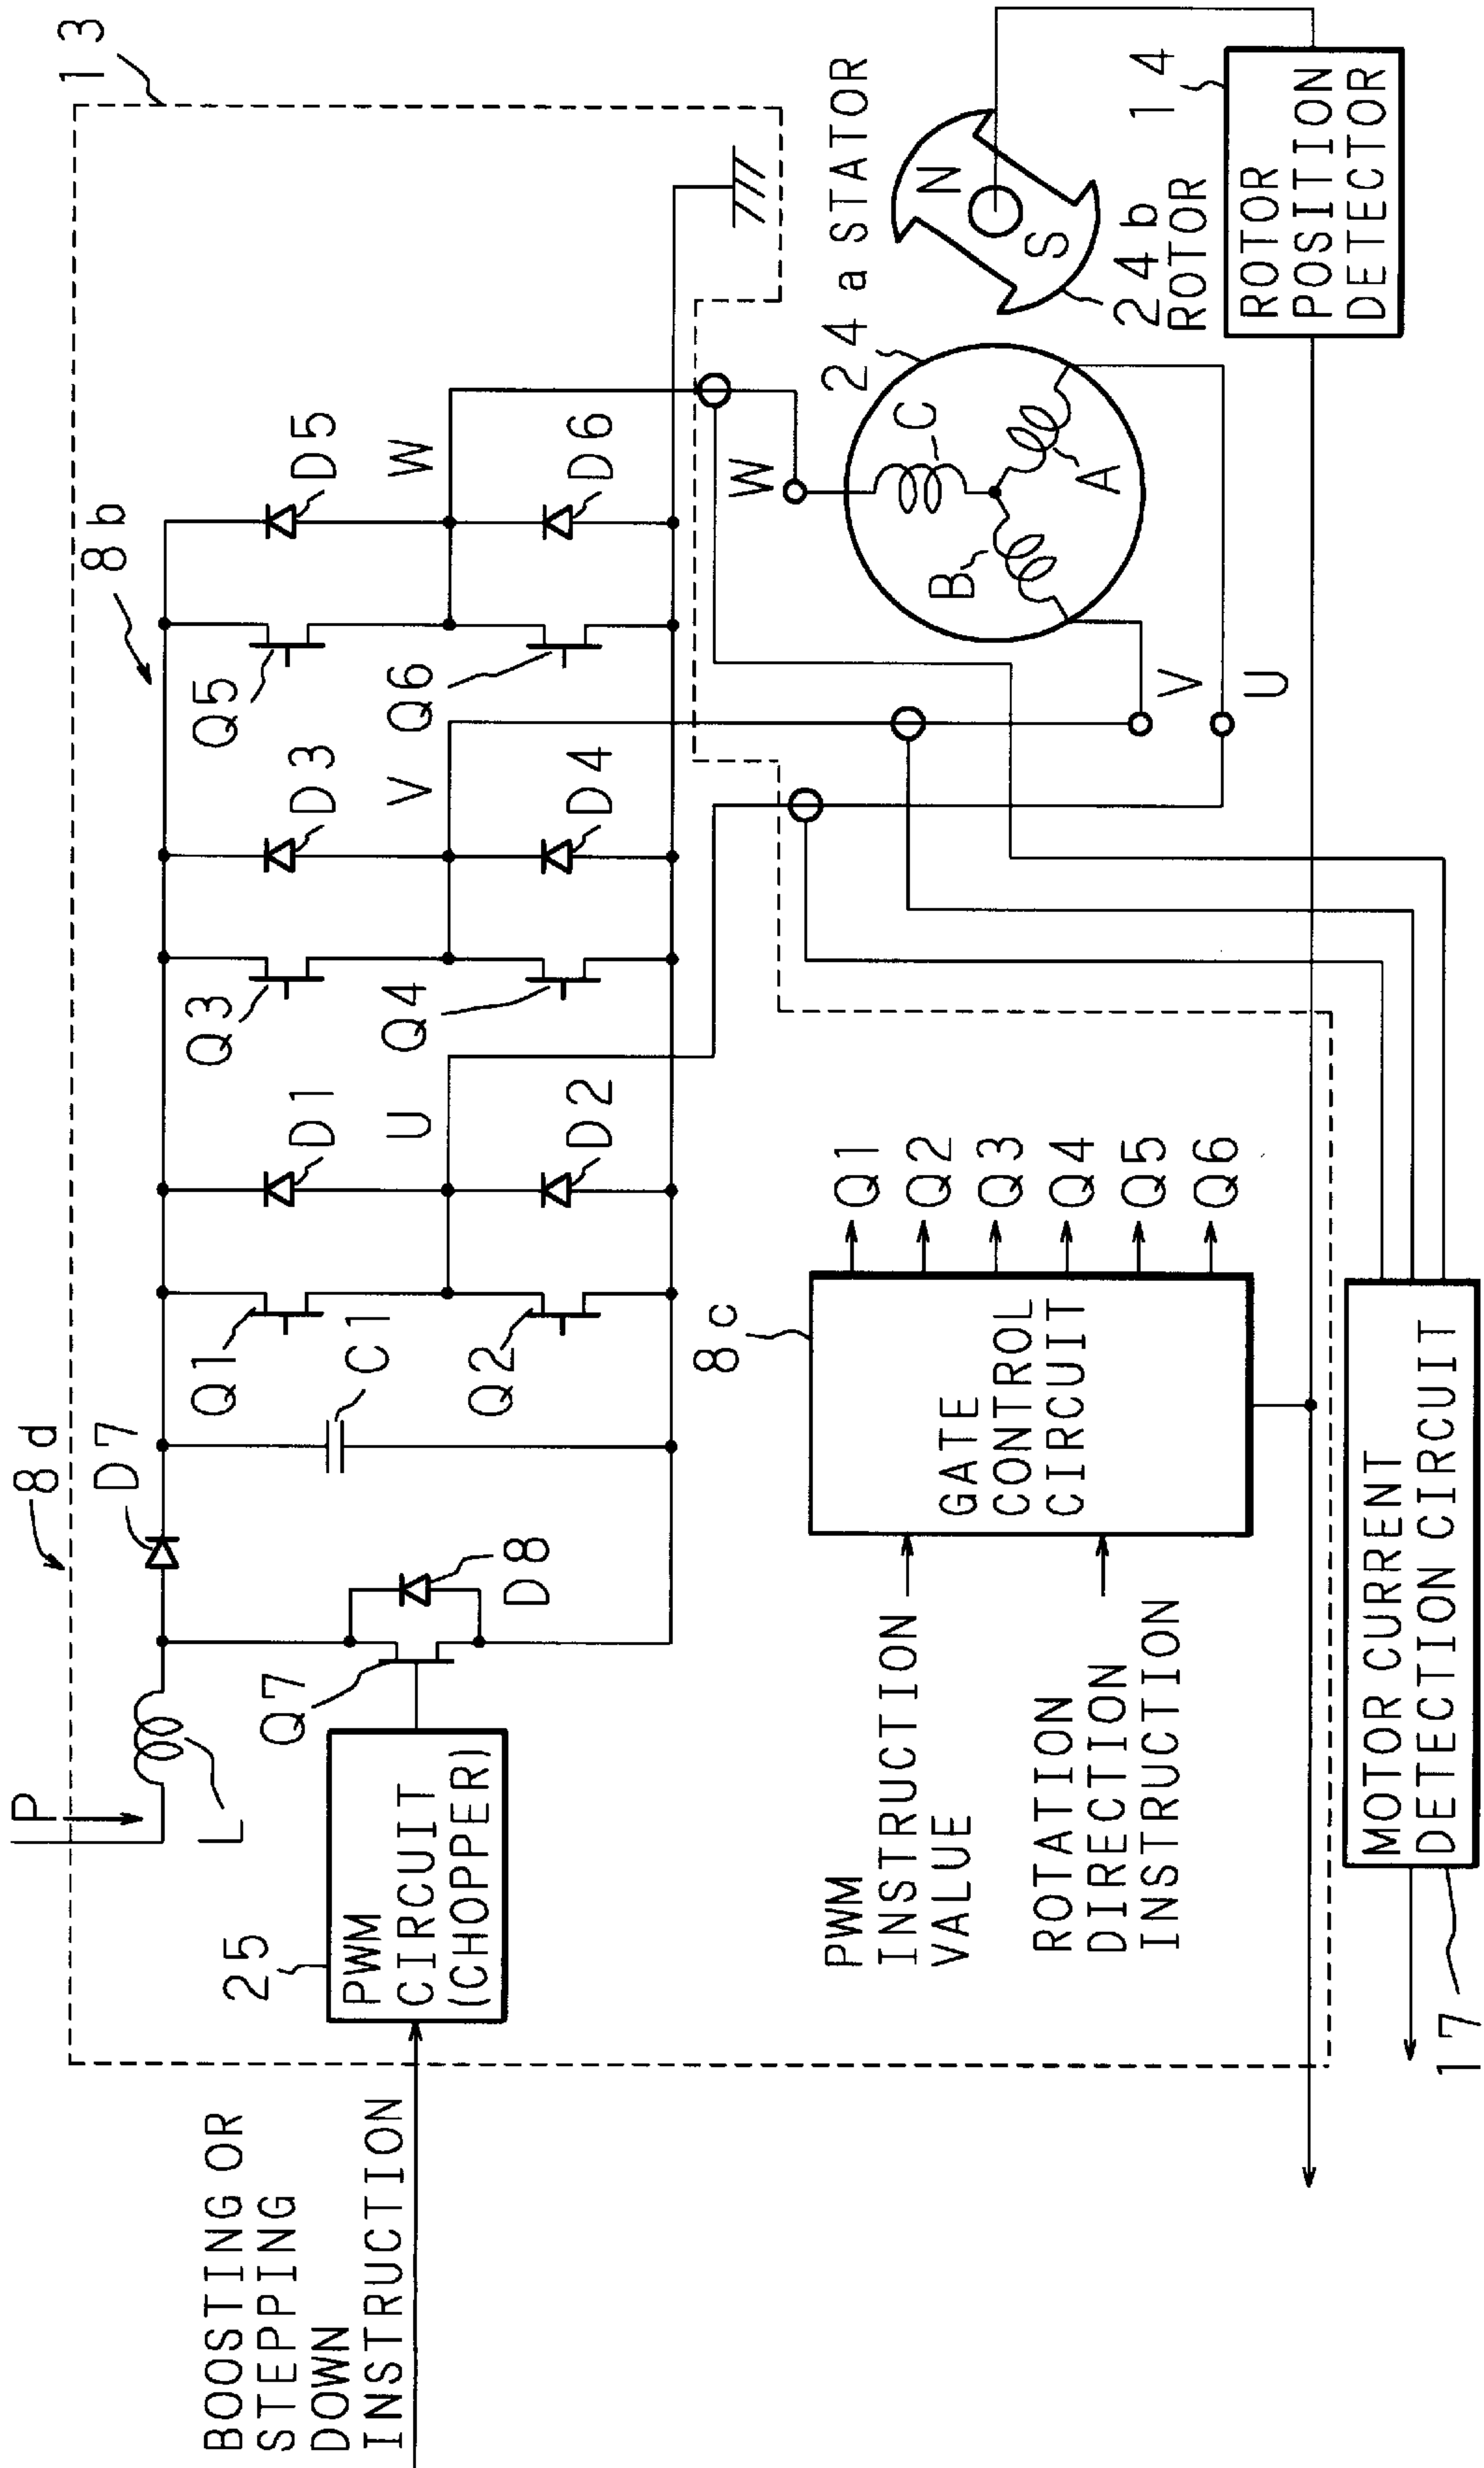 13
8d
8b
P
L
D7
Q1
C1
D1
Q3
D3
Q5
D5
U
V
W
Q2
D2
Q4
D4
Q6
D6
Q7
D8
25
PWM
CIRCUIT
(CHOPPER)
BOOSTING OR
STEPPING
DOWN
INSTRUCTION
8c
GATE
CONTROL
CIRCUIT
PWM
INSTRUCTION
VALUE
ROTATION
DIRECTION
INSTRUCTION
Q1
Q2
Q3
Q4
Q5
Q6
W
24a STATOR
C
B
A
V
U
N
S
24b
ROTOR
14
ROTOR
POSITION
DETECTOR
MOTOR CURRENT
DETECTION CIRCUIT
17